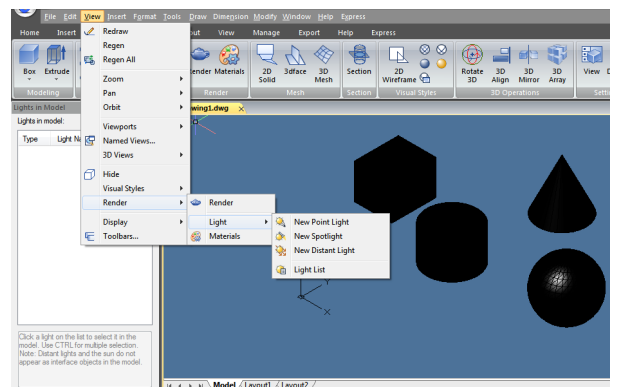 File Edit View Insert Format Tools Draw Dimension Modify Window Help Express
Home Insert out View Manage Export Help Express
Box Extrude ender Materials 2D Solid 3dface 3D Mesh Section 2D Wireframe Rotate 3D 3D Align 3D Mirror 3D Array View
Modeling Render Mesh Section Visual Styles 3D Operations Setti
Lights in Model
wing1.dwg x
Lights in model:
Type Light Na
Redraw
Regen
Regen All
Zoom
Pan
Orbit
Viewports
Named Views...
3D Views
Hide
Visual Styles
Render
Display
Toolbars...
Render
Light
Materials
New Point Light
New Spotlight
New Distant Light
Light List
Y
X
Click a light on the list to select it in the
model. Use CTRL for multiple selection.
Note: Distant lights and the sun do not
appear as interface objects in the model.
Model Layout1 Layout2